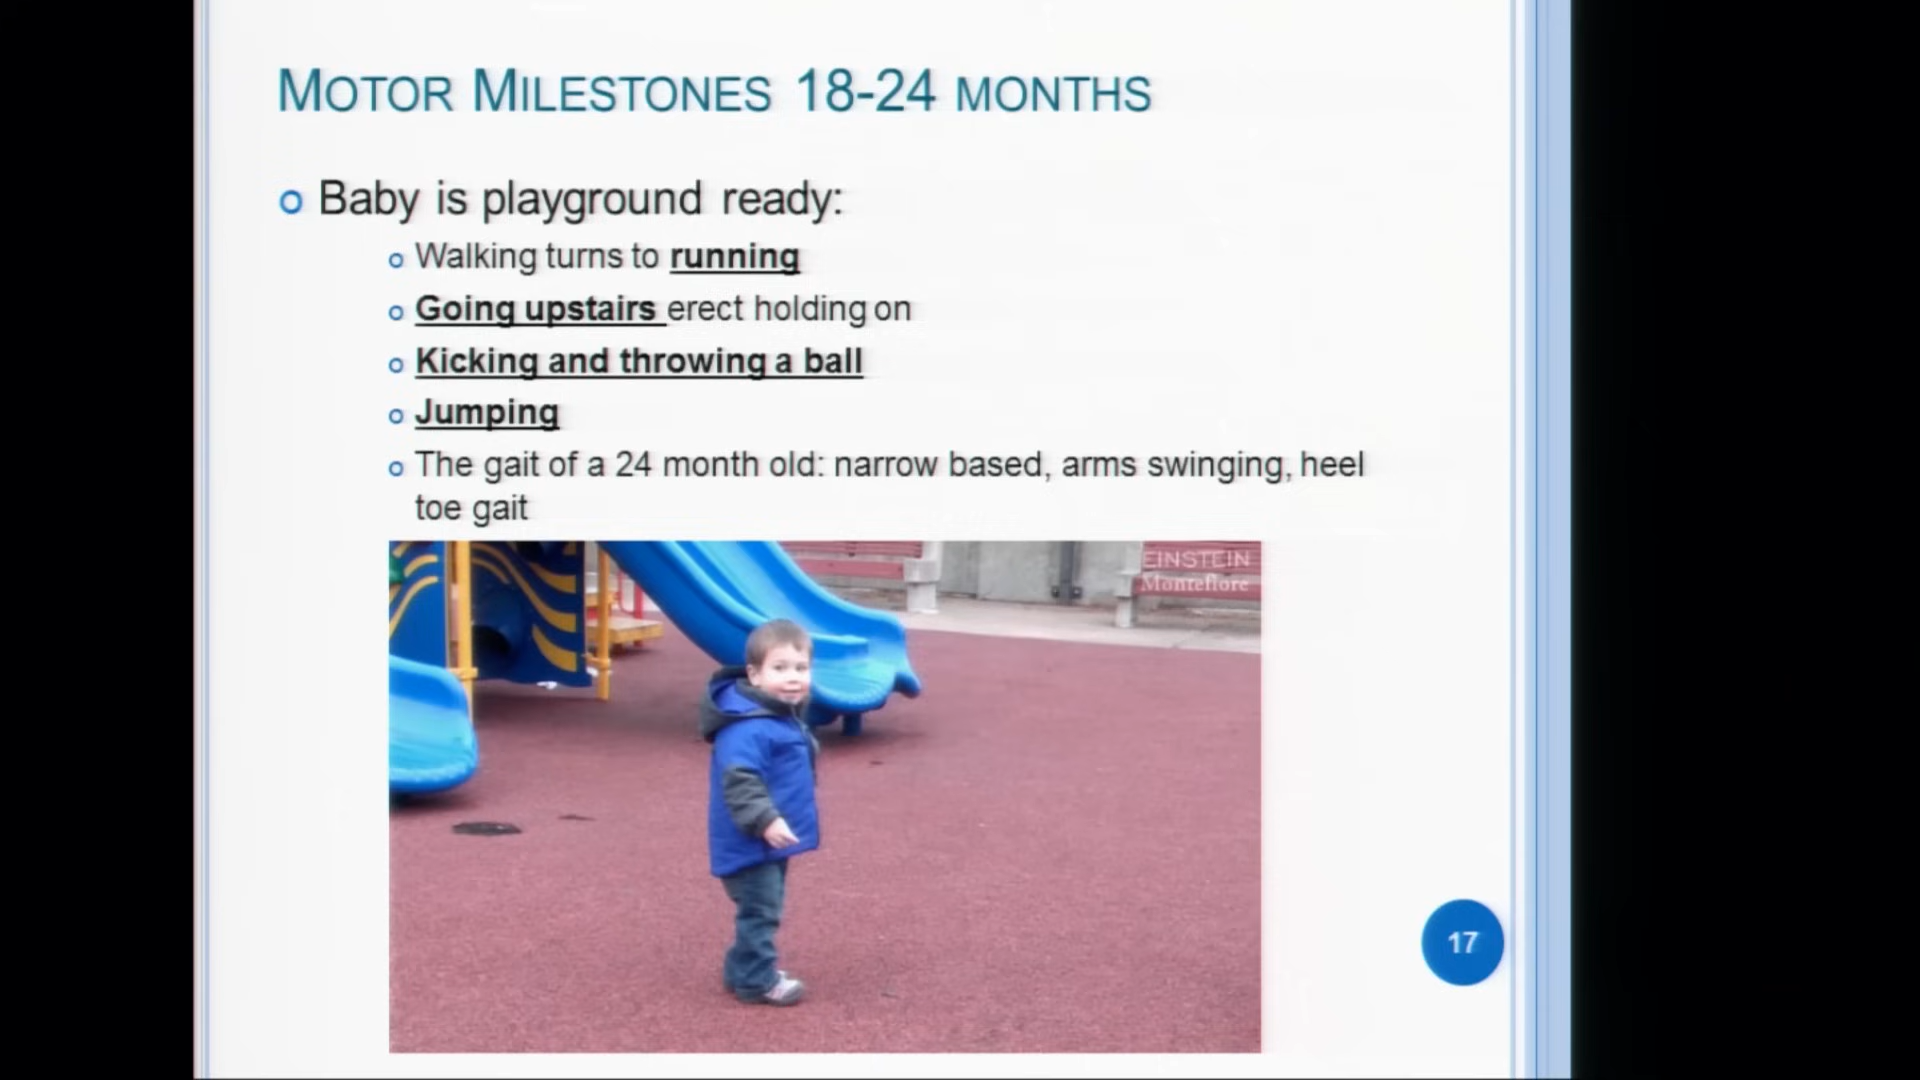 MOTOR MILESTONES 18-24 MONTHS
Baby is playground ready:
Walking turns to running
Going upstairs erect holding on
Kicking and throwing a ball
Jumping
The gait of a 24 month old: narrow based, arms swinging, heel
toe gait
EINSTEIN
Montefiore
17